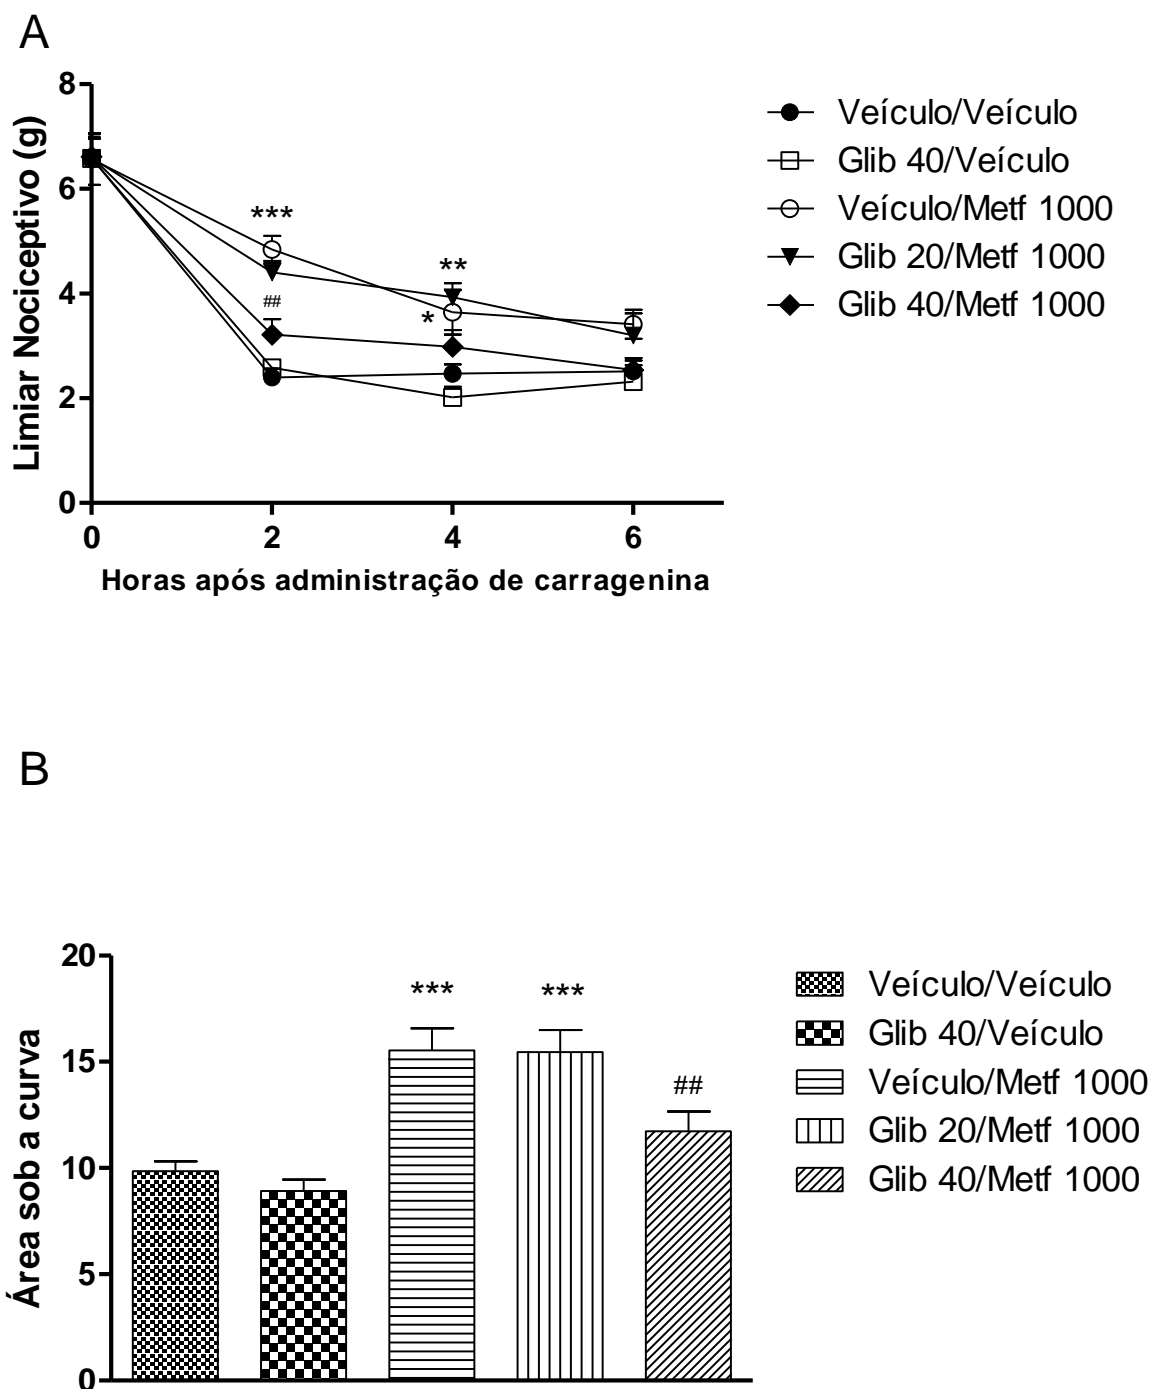 A
8
6
4
2
0
Limiar Nociceptivo (g)
***
##
**
*
0 2 4 6
Horas após administração de carragenina
Veículo/Veículo
Glib 40/Veículo
Veículo/Metf 1000
Glib 20/Metf 1000
Glib 40/Metf 1000
B
20
15
10
5
0
Área sob a curva
*** ***
##
Veículo/Veículo
Glib 40/Veículo
Veículo/Metf 1000
Glib 20/Metf 1000
Glib 40/Metf 1000